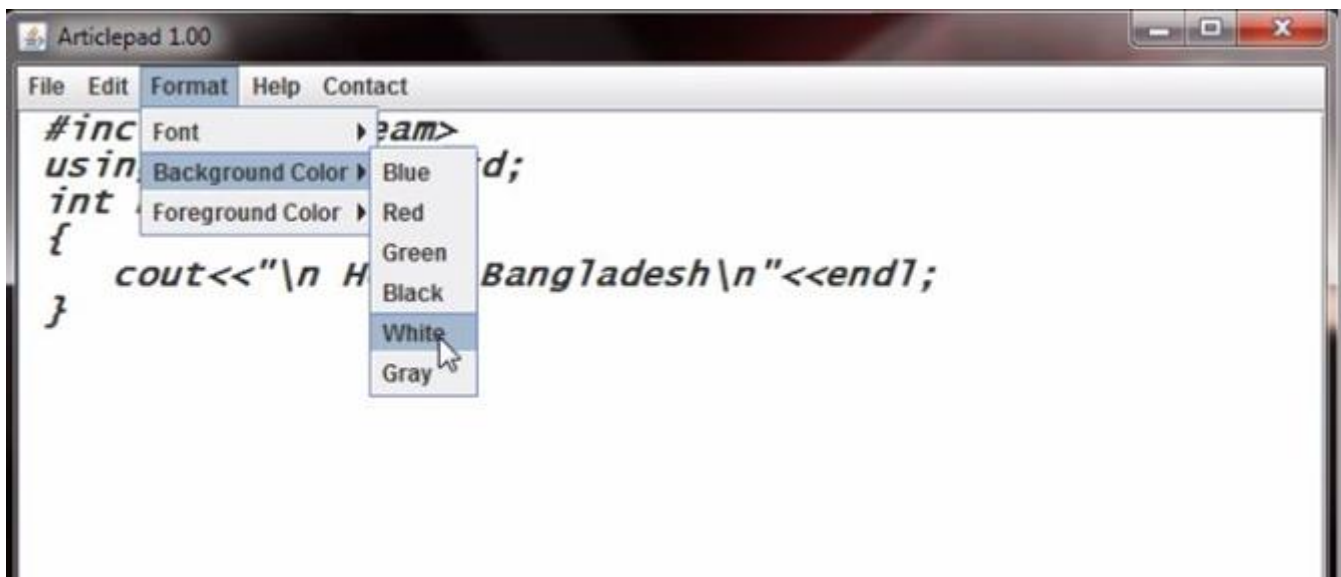 Articlepad 1.00
File Edit Format Help Contact
#inc
Font
eam>
using
Background Color
Blue
d;
int
Foreground Color
Red
{
Green
cout<<"\n H
Bangladesh\n"<<endl;
Black
}
White
Gray